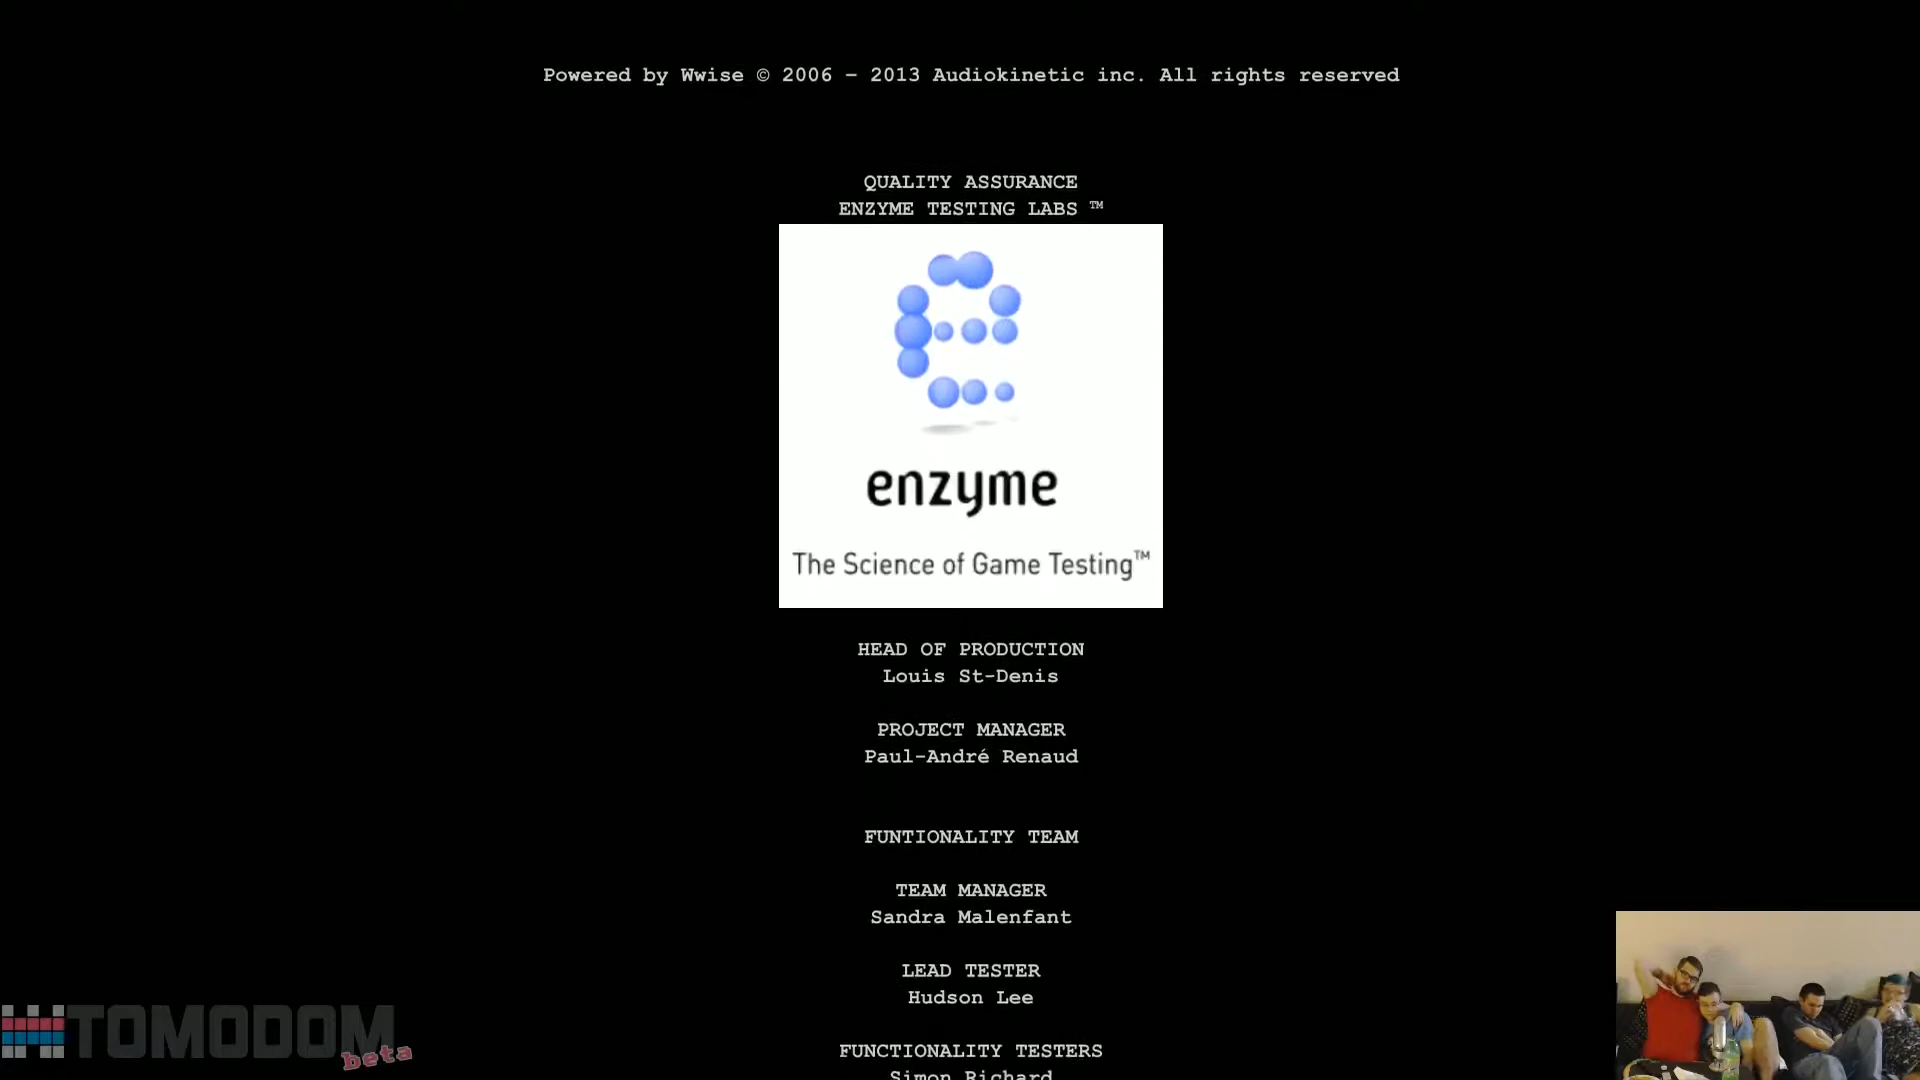 Powered by Wwise © 2006 – 2013 Audiokinetic inc. All rights reserved
QUALITY ASSURANCE
ENZYME TESTING LABS ™
enzyme
The Science of Game Testing™
HEAD OF PRODUCTION
Louis St-Denis
PROJECT MANAGER
Paul-André Renaud
FUNTIONALITY TEAM
TEAM MANAGER
Sandra Malenfant
LEAD TESTER
Hudson Lee
FUNCTIONALITY TESTERS
Simon Richard
TOMODOM
beta